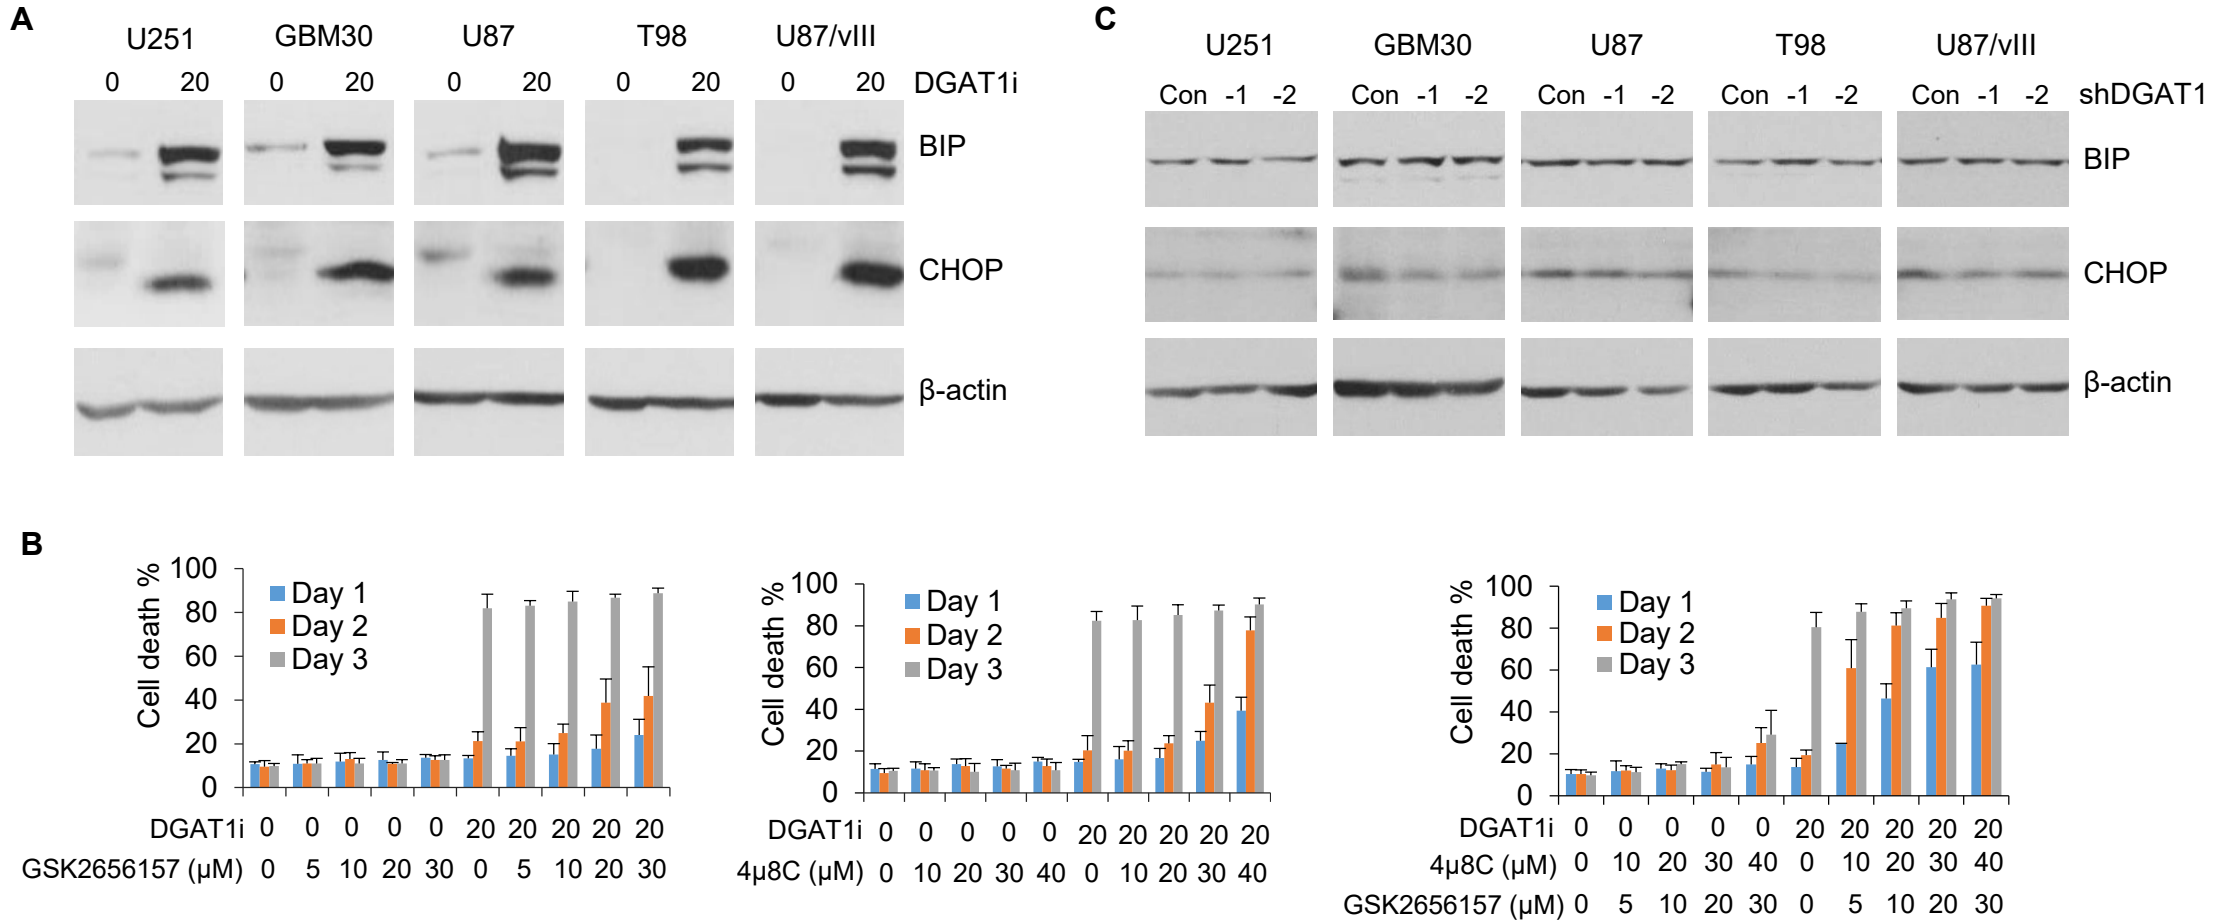 A
U251 GBM30 U87 T98 U87/vIII
0 20 0 20 0 20 0 20 0 20 DGAT1i
BIP
CHOP
β-actin
C
U251 GBM30 U87 T98 U87/vIII
Con -1 -2 Con -1 -2 Con -1 -2 Con -1 -2 Con -1 -2 shDGAT1
BIP
CHOP
β-actin
B
Cell death %
100
80
60
40
20
0
Day 1
Day 2
Day 3
DGAT1i 0 0 0 0 0 20 20 20 20 20
GSK2656157 (μM) 0 5 10 20 30 0 5 10 20 30
Cell death %
100
80
60
40
20
0
Day 1
Day 2
Day 3
DGAT1i 0 0 0 0 0 20 20 20 20 20
4μ8C (μM) 0 10 20 30 40 0 10 20 30 40
Cell death %
100
80
60
40
20
0
Day 1
Day 2
Day 3
DGAT1i 0 0 0 0 0 20 20 20 20 20
4μ8C (μM) 0 10 20 30 40 0 10 20 30 40
GSK2656157 (μM) 0 5 10 20 30 0 5 10 20 30